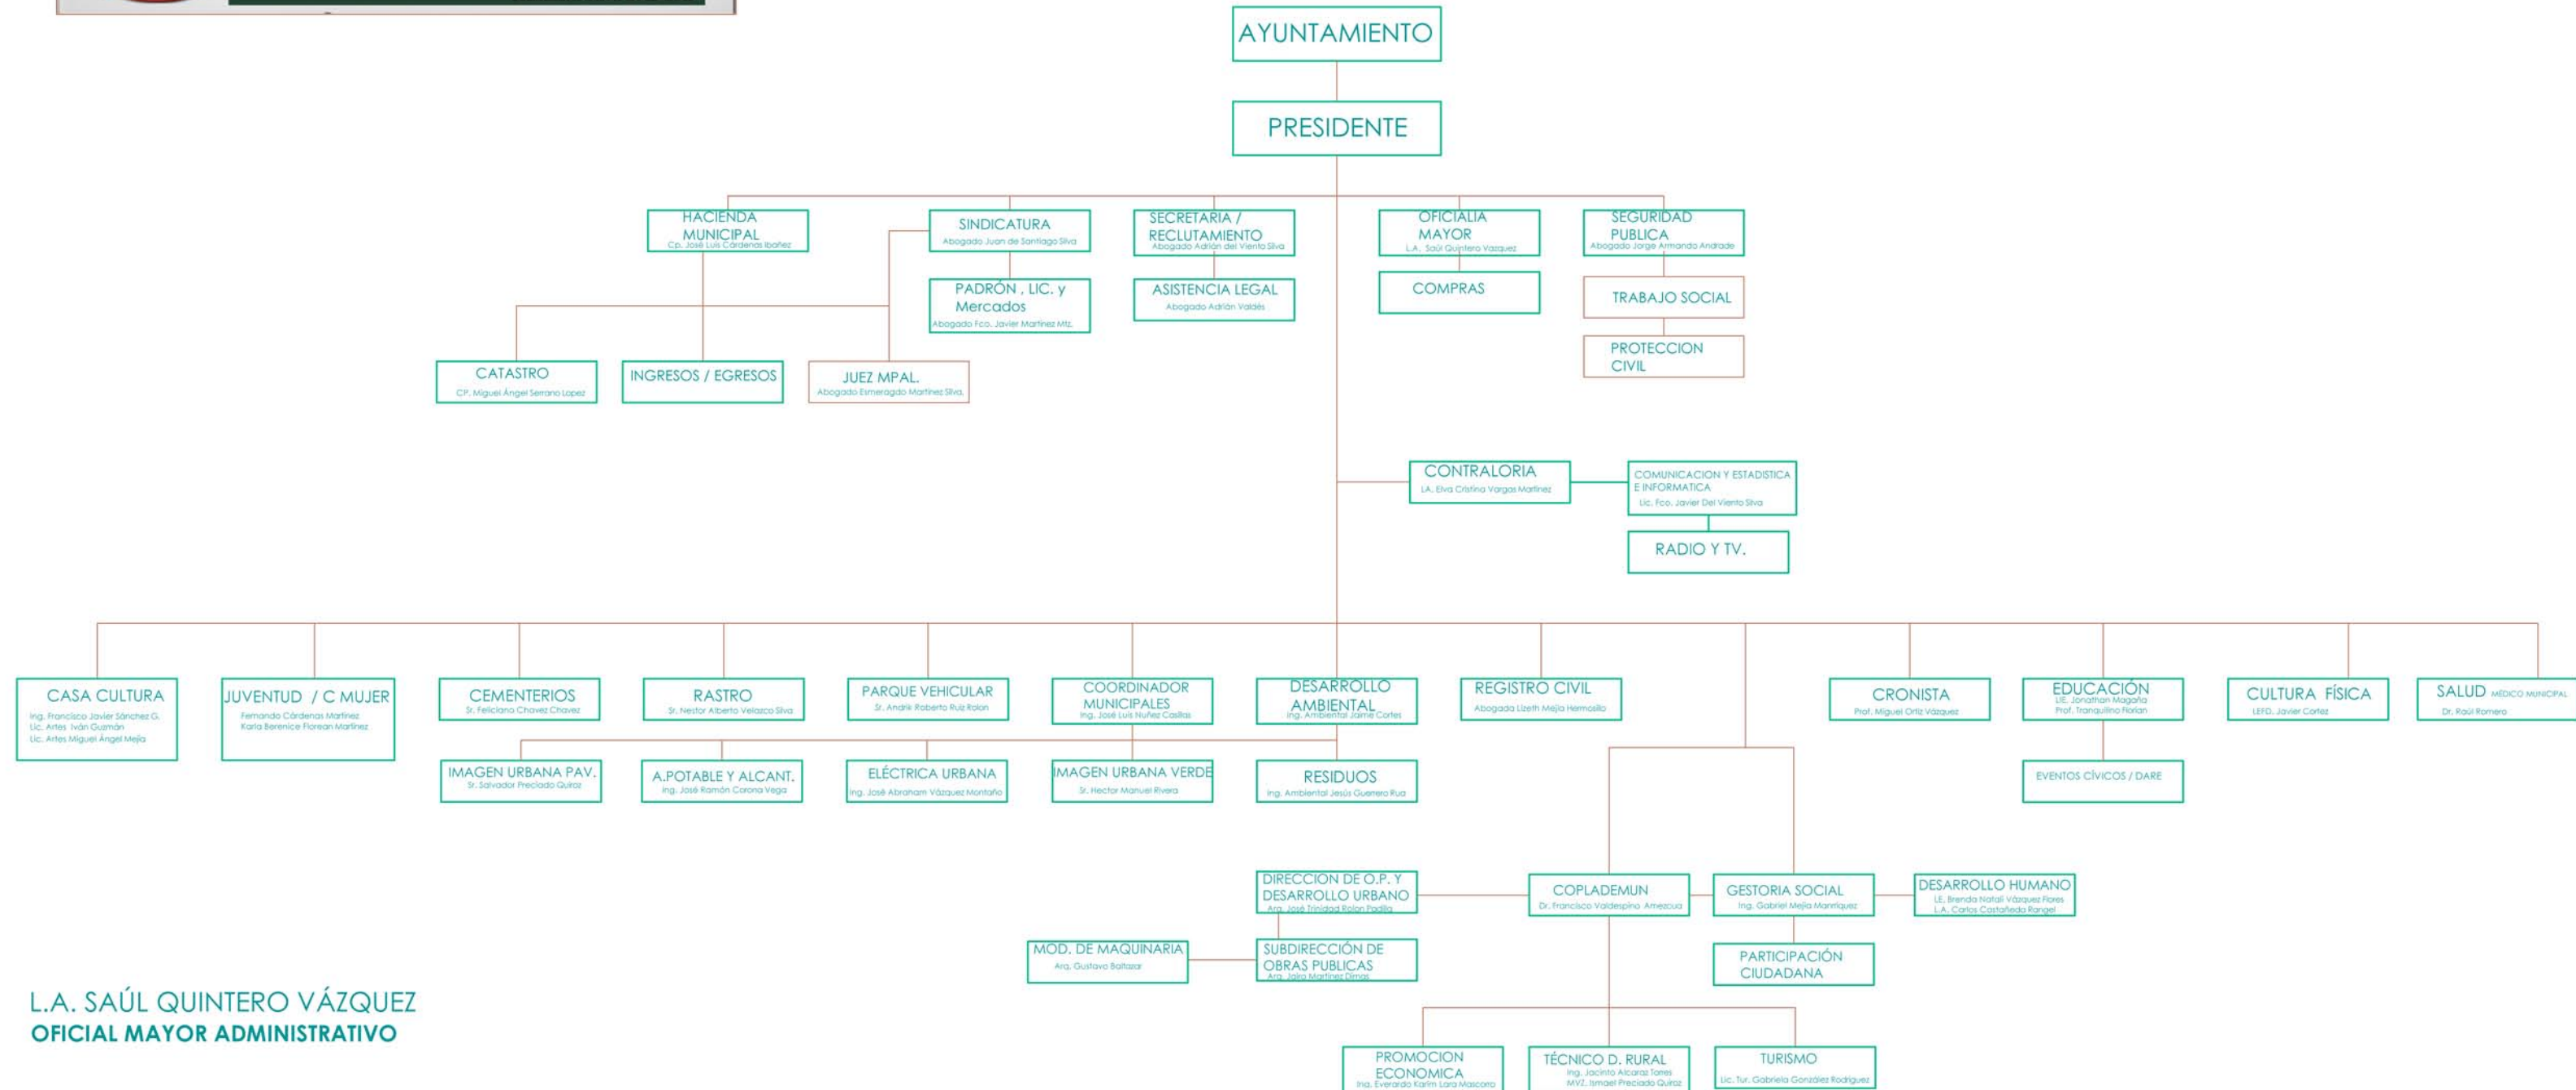 AYUNTAMIENTO
PRESIDENTE
HACIENDA
MUNICIPAL
Cp. José Luis Cárdenas Ibañez
SINDICATURA
Abogado Juan de Santiago Silva
SECRETARIA /
RECLUTAMIENTO
Abogado Adrián del Viento Silva
OFICIALIA
MAYOR
L.A. Saúl Quintero Vazquez
SEGURIDAD
PUBLICA
Abogado Jorge Armando Andrade
PADRÓN , LIC. y
Mercados
Abogado Fco. Javier Martínez Mtz.
ASISTENCIA LEGAL
Abogado Adrián Valdés
COMPRAS
TRABAJO SOCIAL
PROTECCION
CIVIL
CATASTRO
CP. Miguel Ángel Serrano Lopez
INGRESOS / EGRESOS
JUEZ MPAL.
Abogado Esmeragdo Martínez Silva.
CONTRALORIA
LA. Elva Cristina Vargas Martínez
COMUNICACION Y ESTADISTICA
E INFORMATICA
Lic. Fco. Javier Del Viento Silva
RADIO Y TV.
CASA CULTURA
Ing. Francisco Javier Sánchez G.
Lic. Artes Iván Guzmán
Lic. Artes Miguel Ángel Mejía
JUVENTUD / C MUJER
Fernando Cárdenas Martínez
Karla Berenice Florean Martínez
CEMENTERIOS
Sr. Feliciano Chavez Chavez
RASTRO
Sr. Nestor Alberto Velazco Silva
PARQUE VEHICULAR
Sr. Andrik Roberto Ruiz Rolon
COORDINADOR
MUNICIPALES
Ing. José Luis Nuñez Casillas
DESARROLLO
AMBIENTAL
Ing. Ambiental Jaime Cortes
REGISTRO CIVIL
Abogada Lizeth Mejía Hermosillo
CRONISTA
Prof. Miguel Ortiz Vázquez
EDUCACIÓN
LIE. Jonathan Magaña
Prof. Tranquilino Florian
CULTURA FÍSICA
LEFD. Javier Cortez
SALUD MÉDICO MUNICIPAL
Dr. Raúl Romero
IMAGEN URBANA PAV.
Sr. Salvador Preciado Quiroz
A.POTABLE Y ALCANT.
Ing. José Ramón Corona Vega
ELÉCTRICA URBANA
Ing. José Abraham Vázquez Montaño
IMAGEN URBANA VERDE
Sr. Hector Manuel Rivera
RESIDUOS
Ing. Ambiental Jesús Guerrero Rua
EVENTOS CÍVICOS / DARE
DIRECCION DE O.P. Y
DESARROLLO URBANO
Arq. José Trinidad Rolon Padilla
COPLADEMUN
Dr. Francisco Valdespino Amezcua
GESTORIA SOCIAL
Ing. Gabriel Mejía Manríquez
DESARROLLO HUMANO
LE. Brenda Natali Vázquez Flores
L.A. Carlos Castañeda Rangel
MOD. DE MAQUINARIA
Arq. Gustavo Baltazar
SUBDIRECCIÓN DE
OBRAS PUBLICAS
Arq. Jairo Martínez Dimas
PARTICIPACIÓN
CIUDADANA
L.A. SAÚL QUINTERO VÁZQUEZ
OFICIAL MAYOR ADMINISTRATIVO
PROMOCION
ECONOMICA
Ing. Everardo Karim Lara Mascorro
TÉCNICO D. RURAL
Ing. Jacinto Alcaraz Torres
MVZ. Ismael Preciado Quiroz
TURISMO
Lic. Tur. Gabriela González Rodríguez